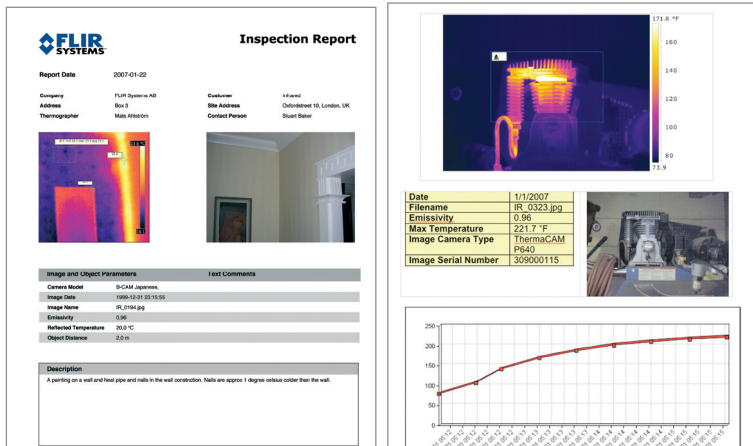 FLIR
SYSTEMS
Inspection Report
Report Date 2007-01-22
Company FLIR Systems AB Customer Infrared
Address Box 3 Site Address Oxfordstreet 10, London, UK
Thermographer Mats Ahlström Contact Person Stuart Baker
Image and Object Parameters Text Comments
Camera Model B-CAM Japanese,
Image Date 1999-12-31 23:15:55
Image Name IR_0194.jpg
Emissivity 0,96
Reflected Temperature 20,0 °C
Object Distance 2,0 m
Description
A painting on a wall and heat pipe and nails in the wall constrution. Nails are approx 1 degree celsius colder than the wall.
171.8 °F
160
140
120
100
80
73.9
Date 1/1/2007
Filename IR_0323.jpg
Emissivity 0.96
Max Temperature 221.7 °F
Image Camera Type ThermaCAM
P640
Image Serial Number 309000115
250
200
150
100
50
0